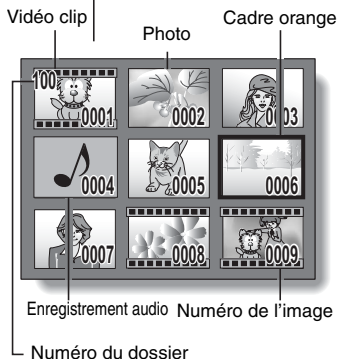 Vidéo clip
Photo
Cadre orange
100
0001
0002
03
0004
0005
0006
0007
0008
0009
Enregistrement audio
Numéro de l'image
Numéro du dossier